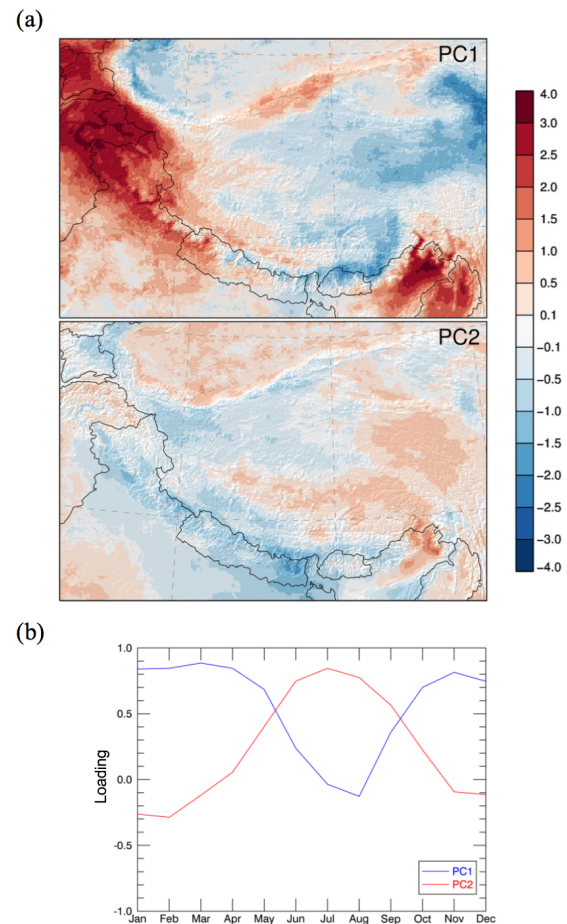 (a)
PC1
PC2
4.0
3.0
2.5
2.0
1.5
1.0
0.5
0.1
−0.1
−0.5
−1.0
−1.5
−2.0
−2.5
−3.0
−4.0
(b)
1.0
0.5
0.0
-0.5
-1.0
Loading
PC1
PC2
Jan Feb Mar Apr May Jun Jul Aug Sep Oct Nov Dec